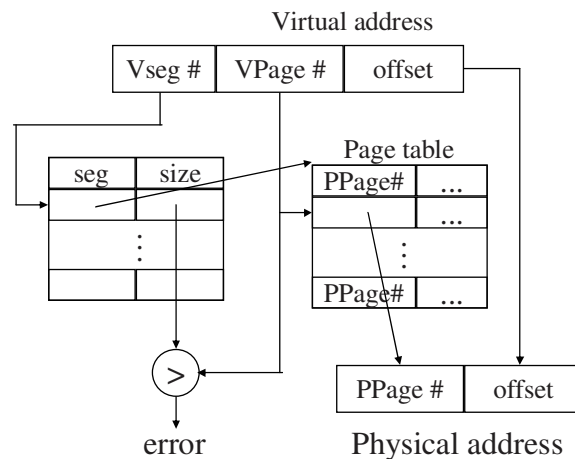 Virtual address
Vseg # VPage # offset
Page table
seg size
PPage# ...
...
PPage# ...
>
PPage # offset
error
Physical address